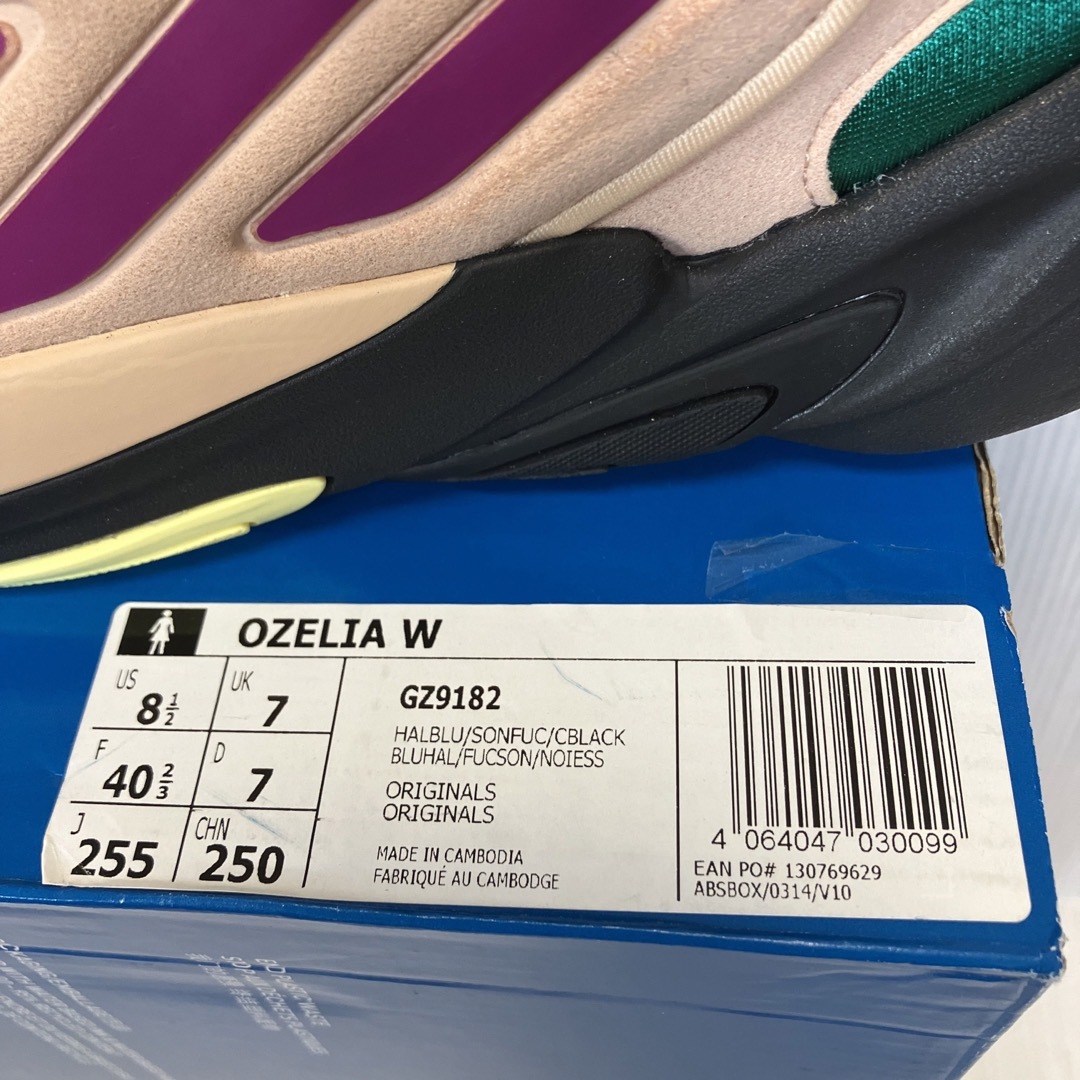 OZELIA W
US 8½
UK 7
F 40⅔
D 7
J 255
CHN 250
GZ9182
HALBLU/SONFUC/CBLACK
BLUHAL/FUCSON/NOIESS
ORIGINALS
ORIGINALS
MADE IN CAMBODIA
FABRIQUÉ AU CAMBODGE
4 064047 030099
EAN PO# 130769629
ABSBOX/0314/V10